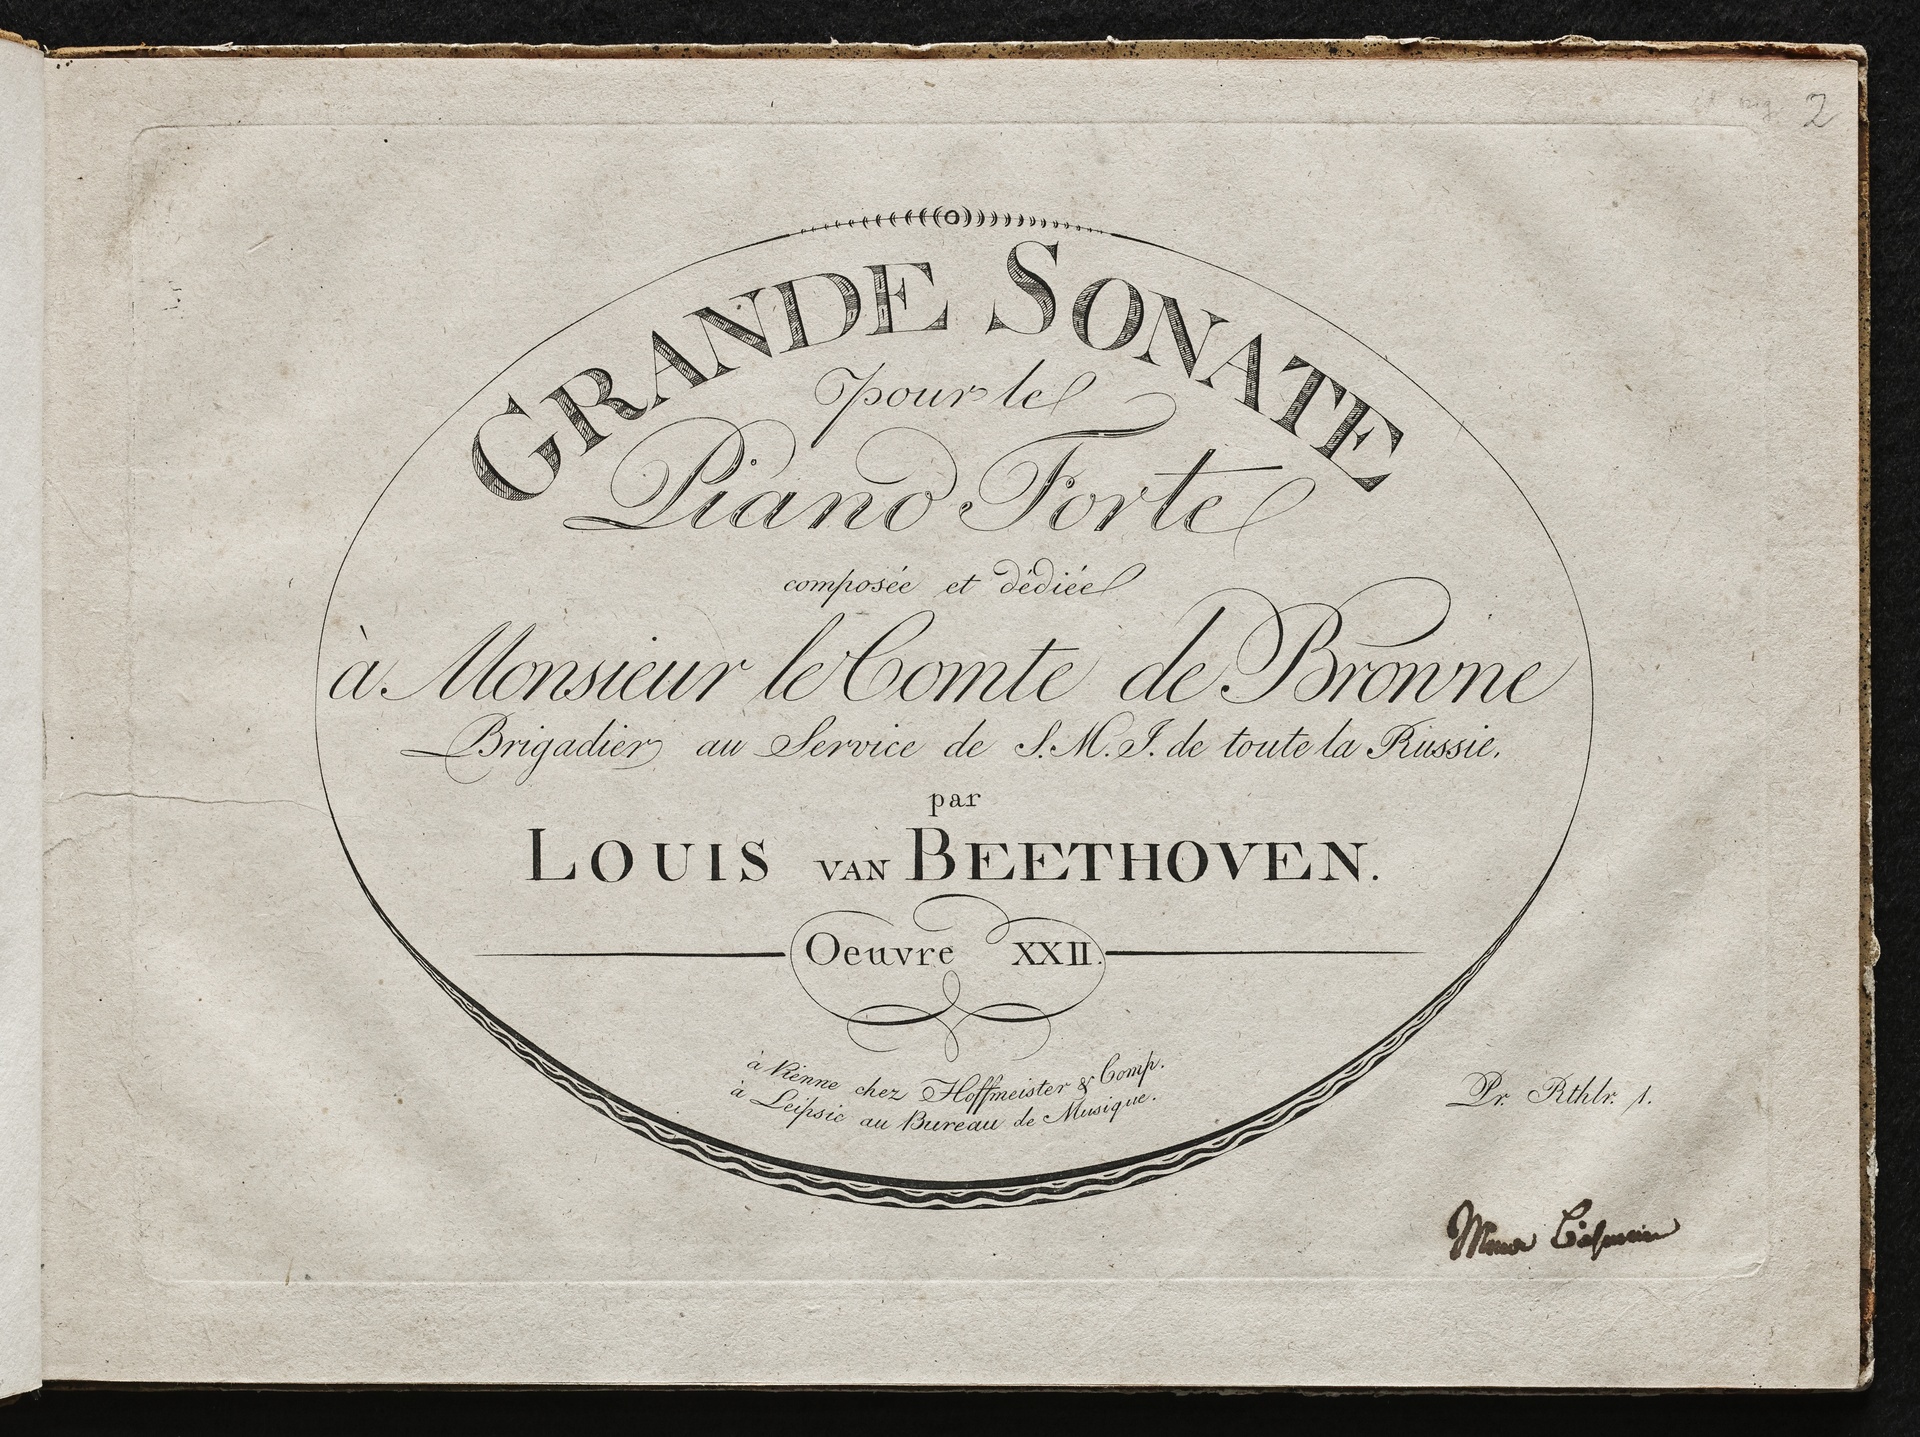 2
GRANDE SONATE
pour le
Piano Forte
composée et dédiée
à Monsieur le Comte de Browne
Brigadier au Service de S. M. I. de toute la Russie,
par
LOUIS VAN BEETHOVEN.
Oeuvre XXII.
à Vienne chez Hoffmeister & Comp.
à Leipsic au Bureau de Musique.
Pr. Rthlr. 1.